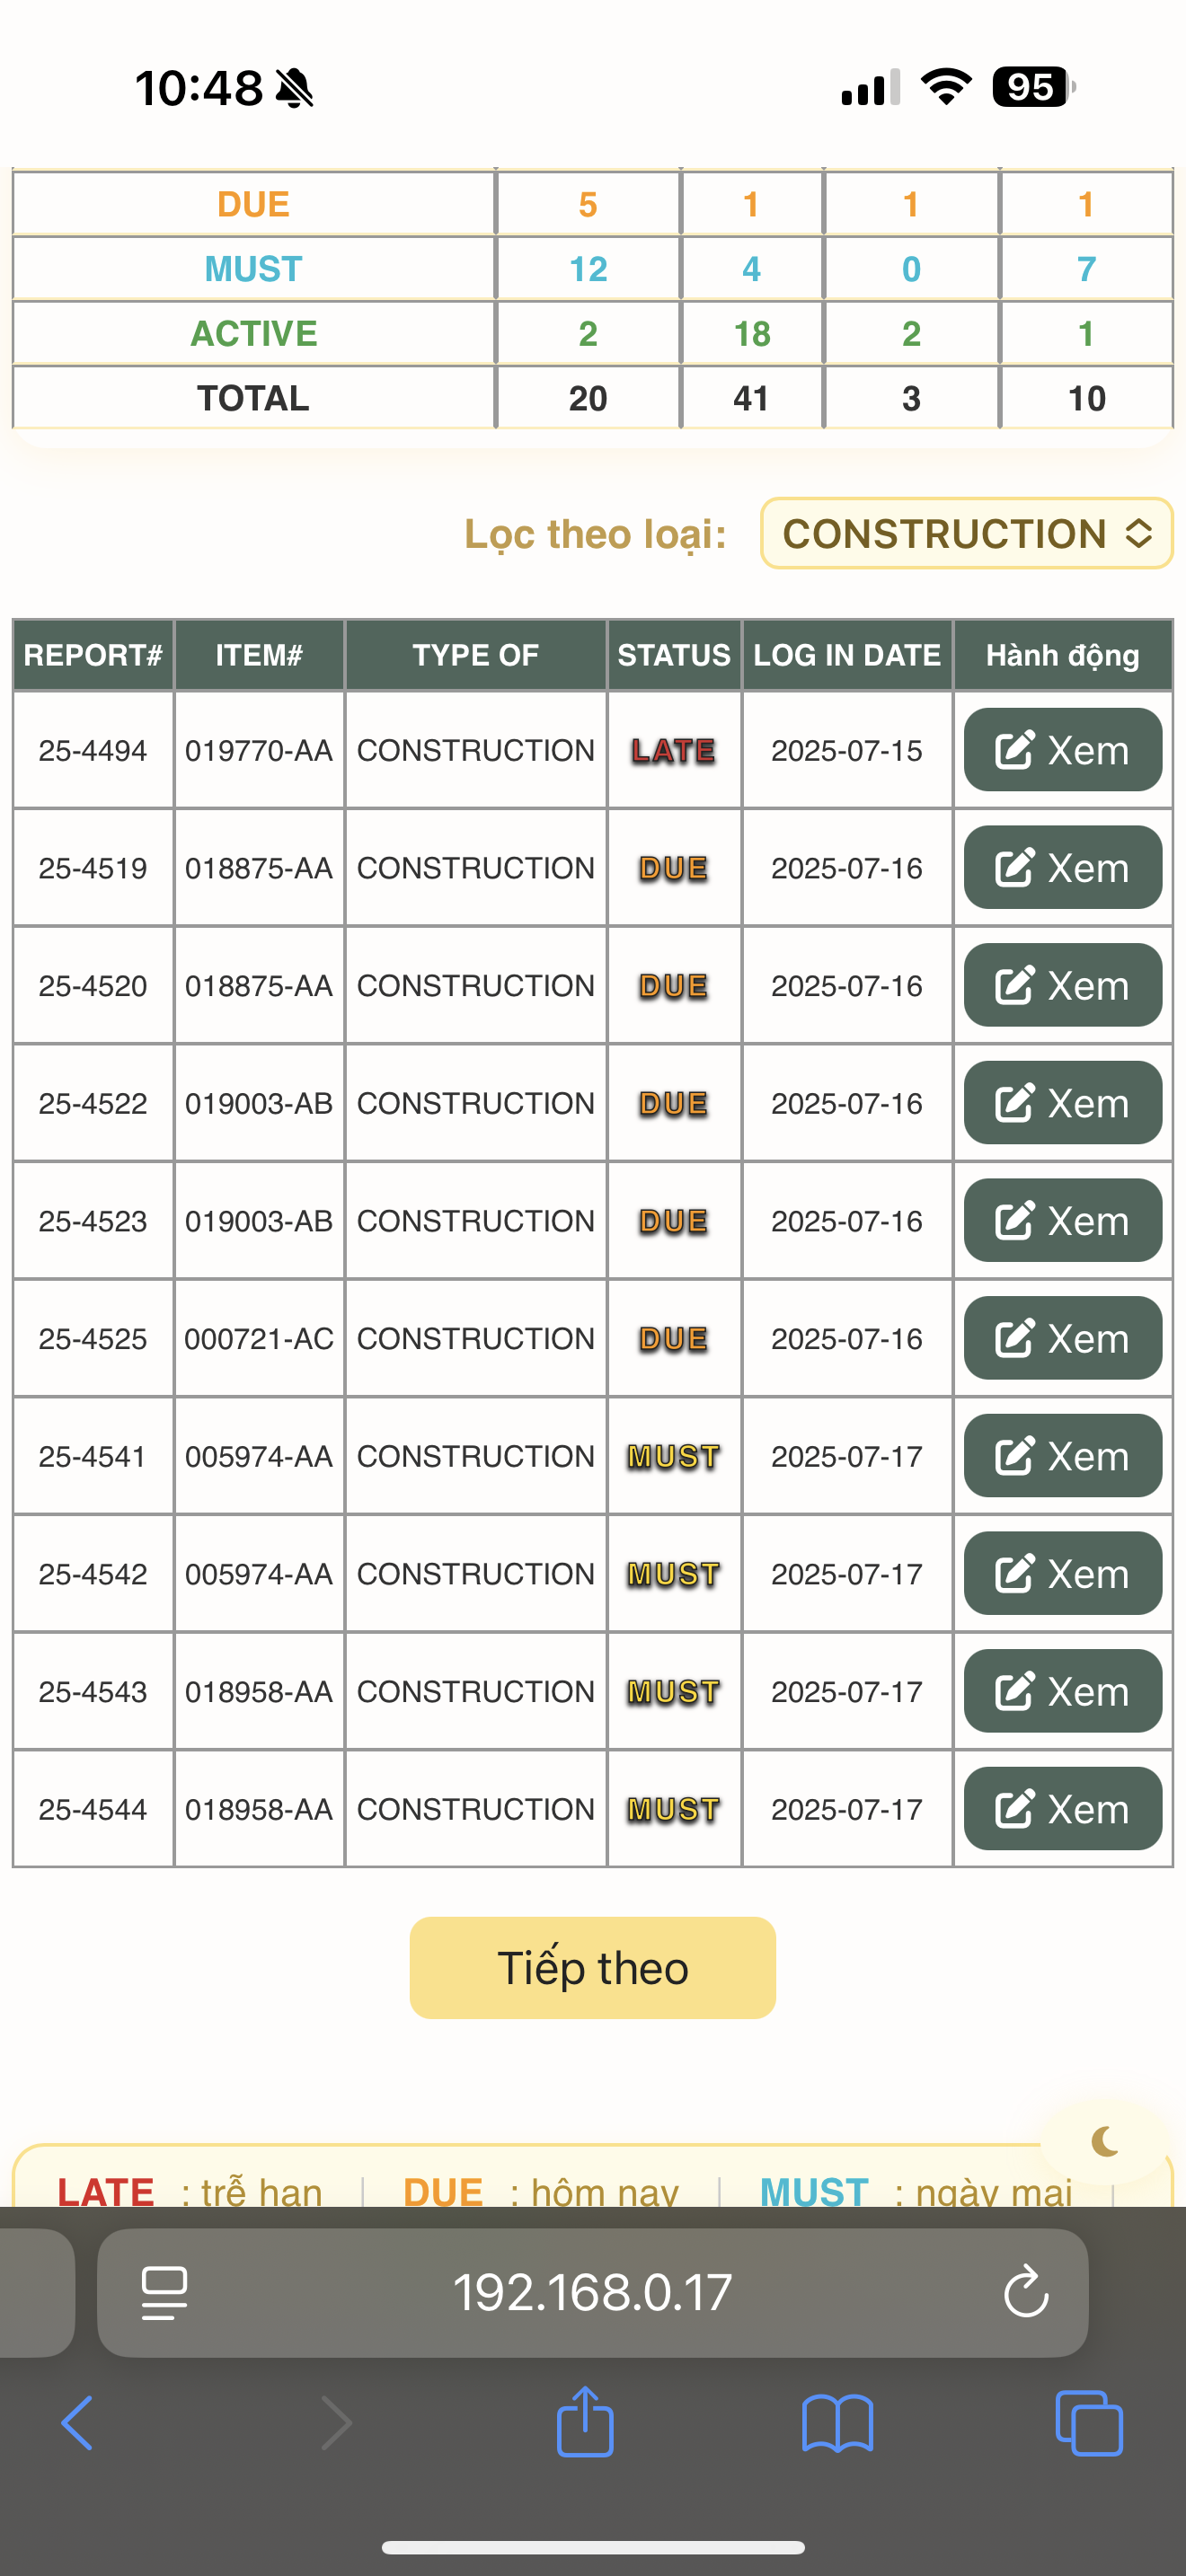 10:48
95
DUE 5 1 1 1
MUST 12 4 0 7
ACTIVE 2 18 2 1
TOTAL 20 41 3 10
Lọc theo loại: CONSTRUCTION
REPORT# ITEM# TYPE OF STATUS LOG IN DATE Hành động
25-4494 019770-AA CONSTRUCTION LATE 2025-07-15 Xem
25-4519 018875-AA CONSTRUCTION DUE 2025-07-16 Xem
25-4520 018875-AA CONSTRUCTION DUE 2025-07-16 Xem
25-4522 019003-AB CONSTRUCTION DUE 2025-07-16 Xem
25-4523 019003-AB CONSTRUCTION DUE 2025-07-16 Xem
25-4525 000721-AC CONSTRUCTION DUE 2025-07-16 Xem
25-4541 005974-AA CONSTRUCTION MUST 2025-07-17 Xem
25-4542 005974-AA CONSTRUCTION MUST 2025-07-17 Xem
25-4543 018958-AA CONSTRUCTION MUST 2025-07-17 Xem
25-4544 018958-AA CONSTRUCTION MUST 2025-07-17 Xem
Tiếp theo
LATE : trễ hạn | DUE : hôm nay | MUST : ngày mai |
192.168.0.17